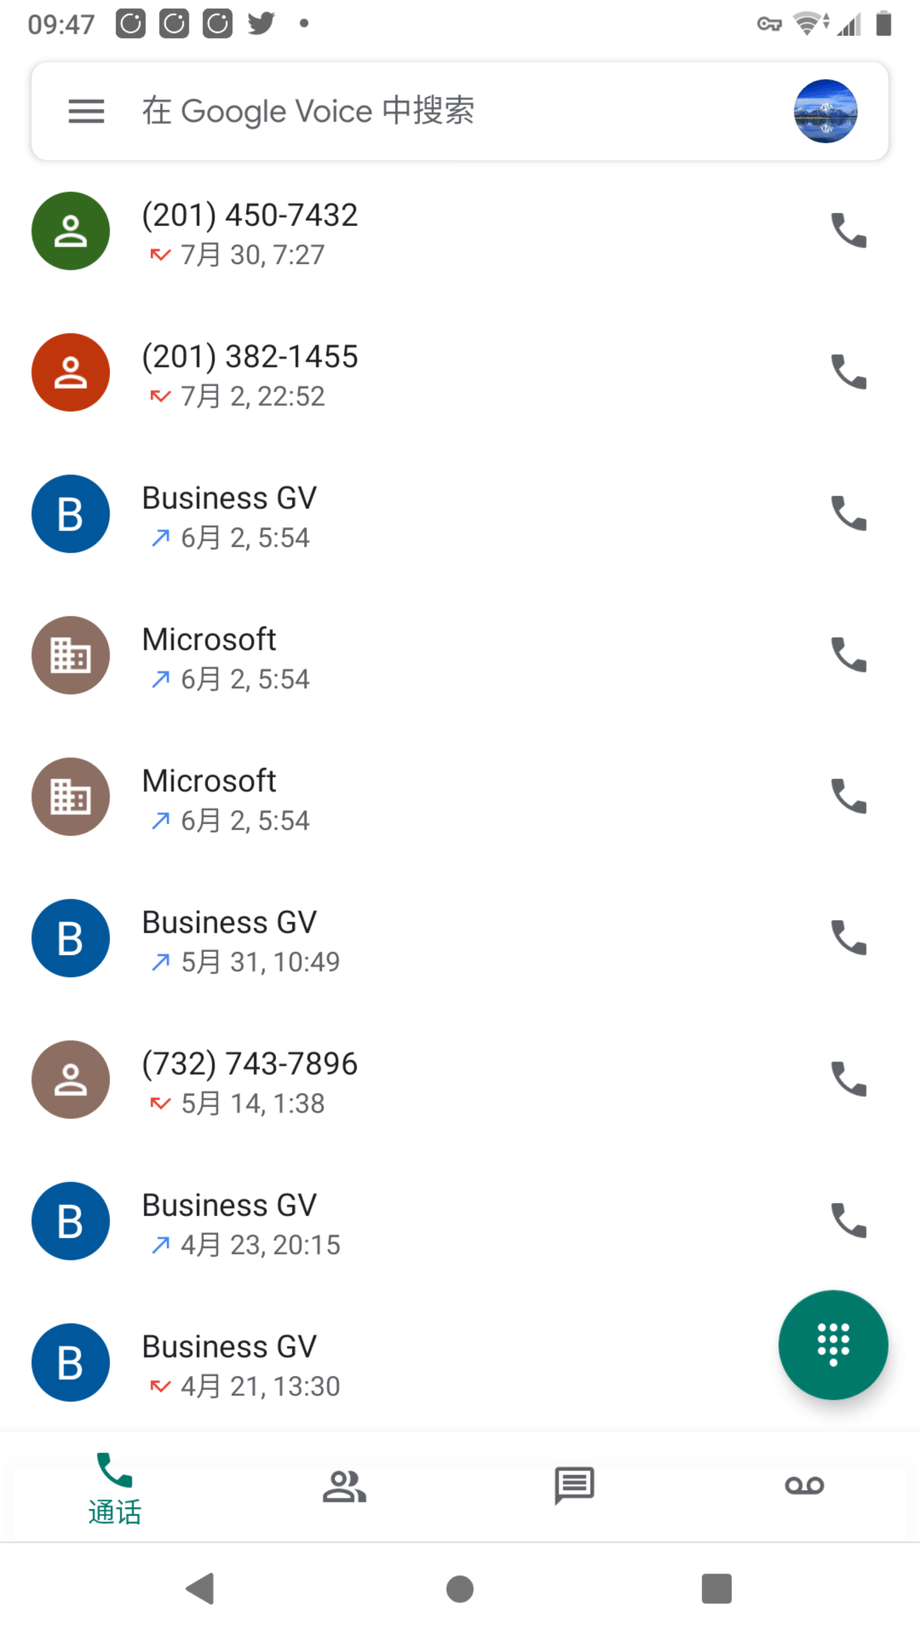 09:47
在 Google Voice 中搜索
(201) 450-7432
7月 30, 7:27
(201) 382-1455
7月 2, 22:52
B
Business GV
6月 2, 5:54
Microsoft
6月 2, 5:54
Microsoft
6月 2, 5:54
B
Business GV
5月 31, 10:49
(732) 743-7896
5月 14, 1:38
B
Business GV
4月 23, 20:15
B
Business GV
4月 21, 13:30
通话